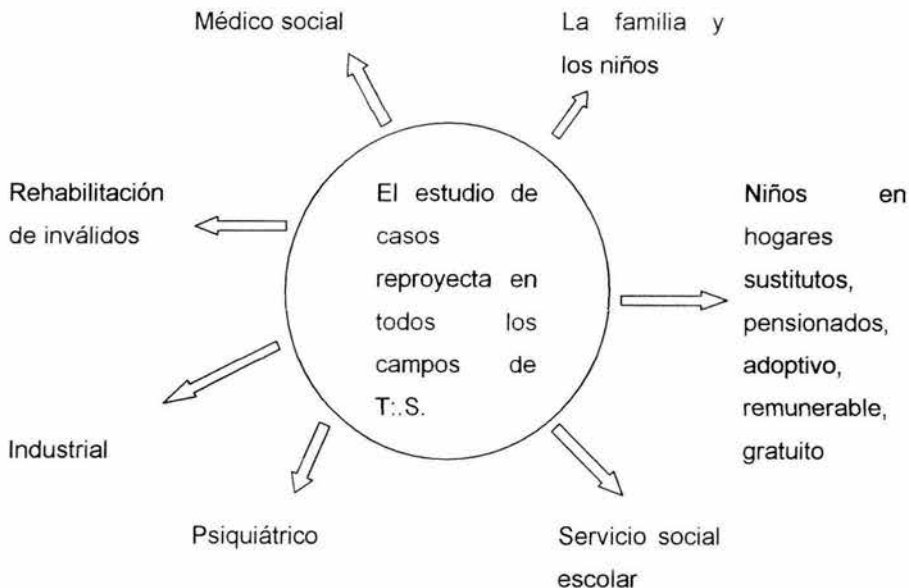 Médico social
La familia y
los niños
Rehabilitación
de inválidos
El estudio de
casos
reproyecta en
todos los
campos de
T:.S.
Niños en
hogares
sustitutos,
pensionados,
adoptivo,
remunerable,
gratuito
Industrial
Psiquiátrico
Servicio social
escolar